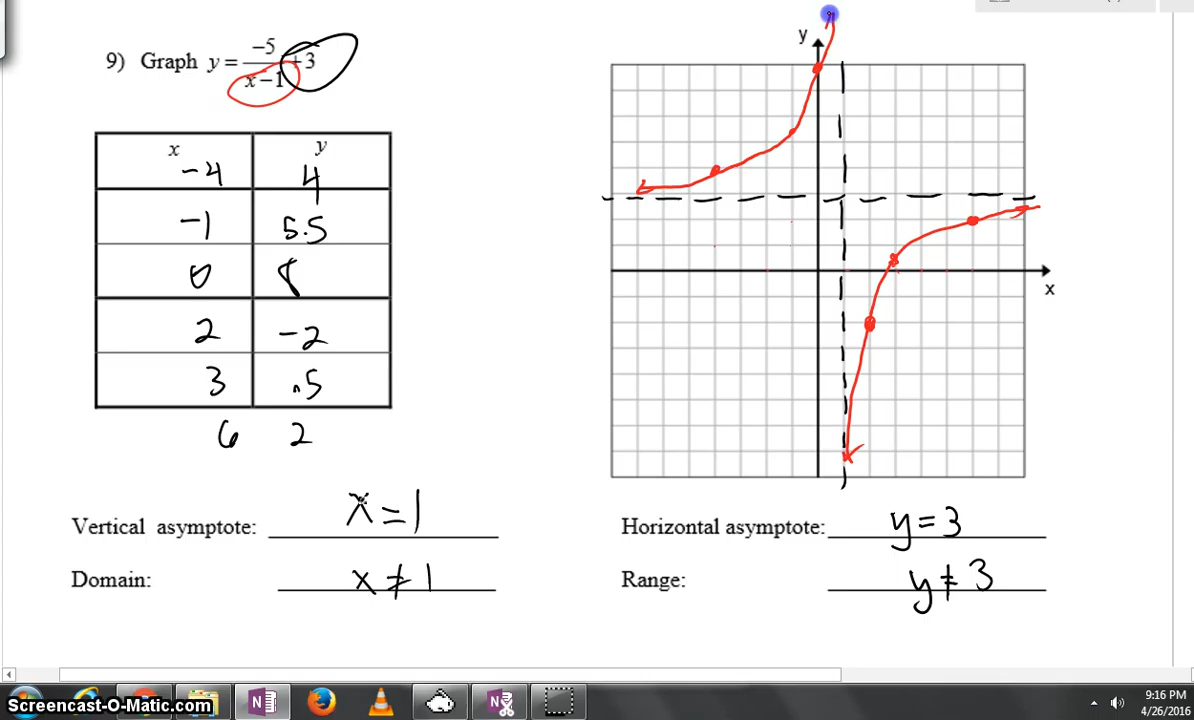 9) Graph y = -5/(x-1) +3
x y
-4 4
-1 5.5
0 8
2 -2
3 .5
6 2
y
x
Vertical asymptote: x = 1
Horizontal asymptote: y = 3
Domain: x ≠ 1
Range: y ≠ 3
Screencast-O-Matic.com
9:16 PM
4/26/2016